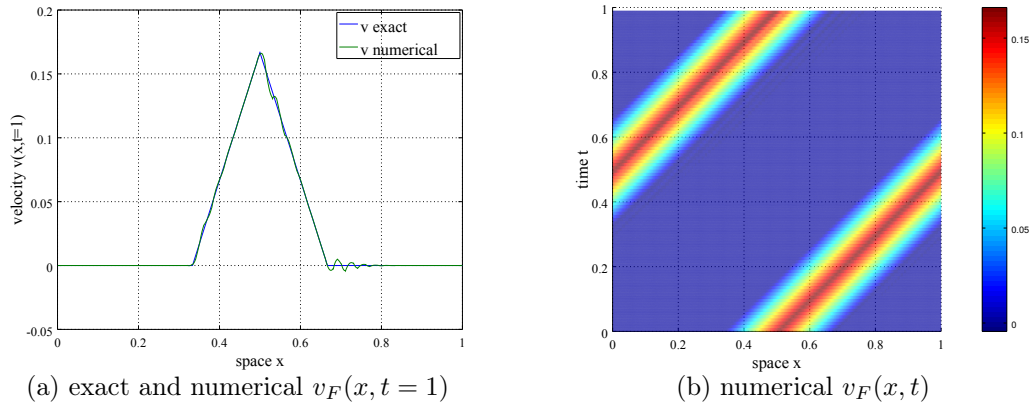 0.2
0.15
0.1
0.05
0
-0.05
velocity v(x,t=1)
v exact
v numerical
0 0.2 0.4 0.6 0.8 1
space x
(a) exact and numerical v_F(x, t = 1)
1
0.8
0.6
0.4
0.2
0
time t
0 0.2 0.4 0.6 0.8 1
space x
0.15
0.10
0.05
0
(b) numerical v_F(x, t)